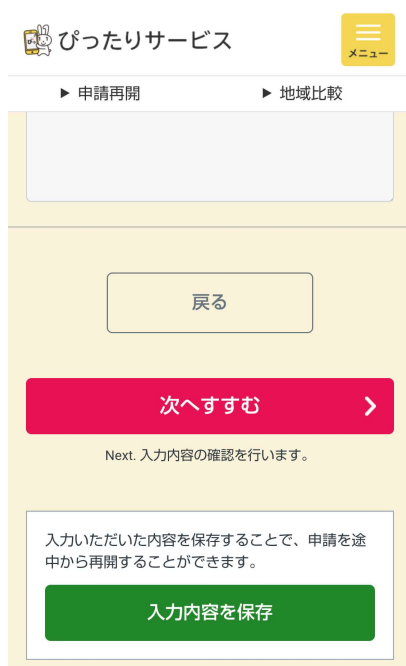 ぴったりサービス
メニュー
▶ 申請再開
▶ 地域比較
戻る
次へすすむ
Next. 入力内容の確認を行います。
入力いただいた内容を保存することで、申請を途
中から再開することができます。
入力内容を保存